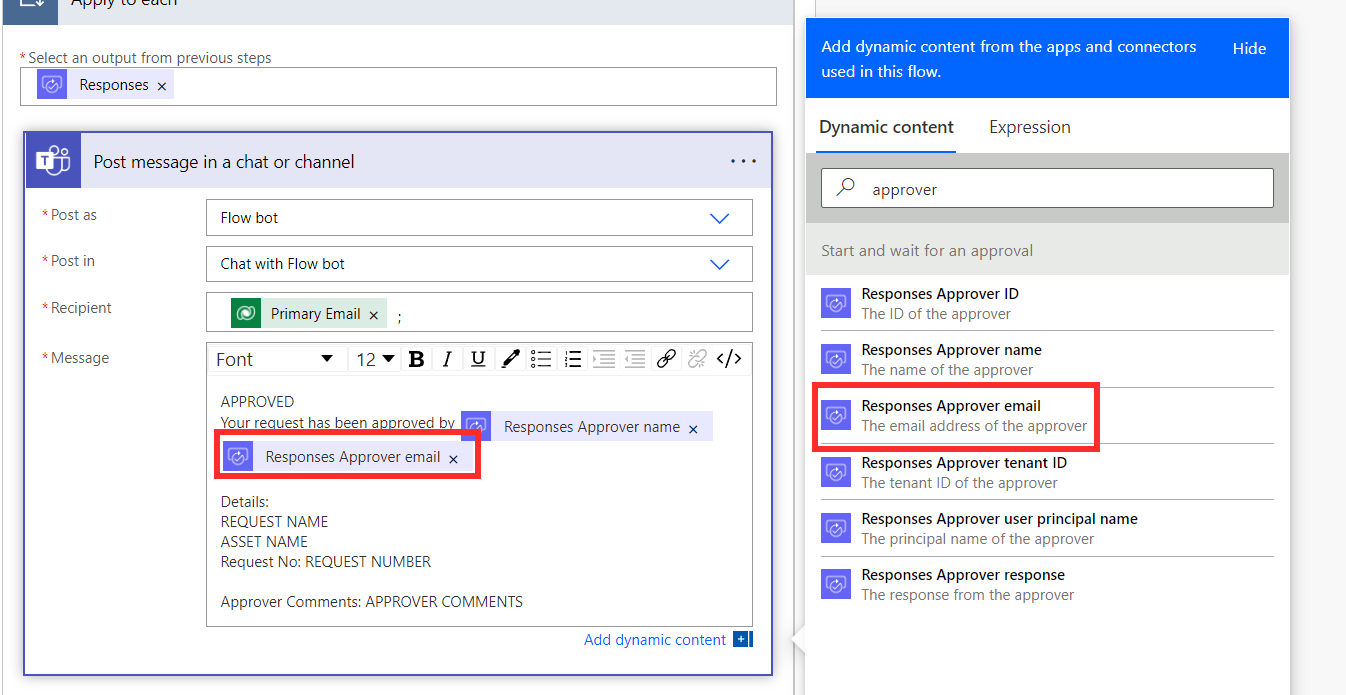 Apply to each
* Select an output from previous steps
Responses ×
Post message in a chat or channel
* Post as
Flow bot
* Post in
Chat with Flow bot
* Recipient
Primary Email × ;
* Message
Font 12 B I U </>
APPROVED
Your request has been approved by Responses Approver name ×
Responses Approver email ×
Details:
REQUEST NAME
ASSET NAME
Request No: REQUEST NUMBER
Approver Comments: APPROVER COMMENTS
Add dynamic content
Add dynamic content from the apps and connectors
used in this flow.
Hide
Dynamic content Expression
approver
Start and wait for an approval
Responses Approver ID
The ID of the approver
Responses Approver name
The name of the approver
Responses Approver email
The email address of the approver
Responses Approver tenant ID
The tenant ID of the approver
Responses Approver user principal name
The principal name of the approver
Responses Approver response
The response from the approver